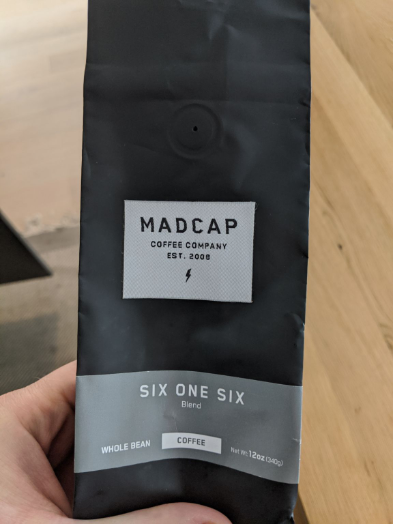 MADCAP
COFFEE COMPANY
EST. 2008
SIX ONE SIX
Blend
WHOLE BEAN COFFEE Net Wt. 12oz (340g)